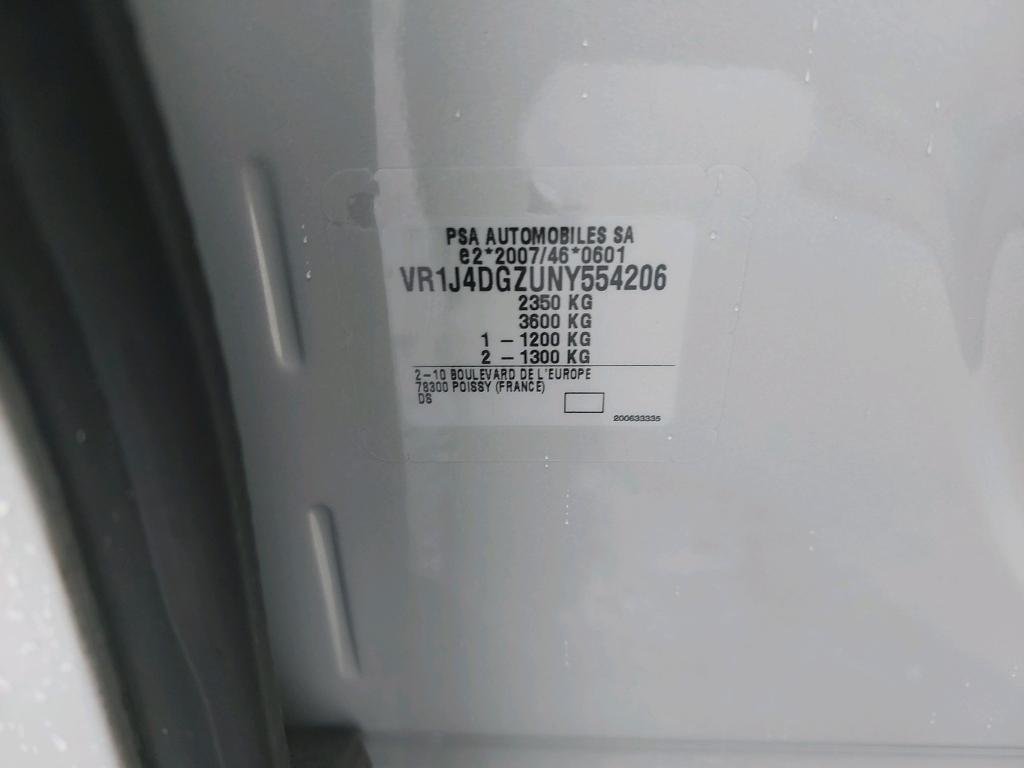 PSA AUTOMOBILES SA
e2*2007/46*0601
VR1J4DGZUNY554206
2350 KG
3600 KG
1 – 1200 KG
2 – 1300 KG
2–10 BOULEVARD DE L'EUROPE
78300 POISSY (FRANCE)
DS
200633335